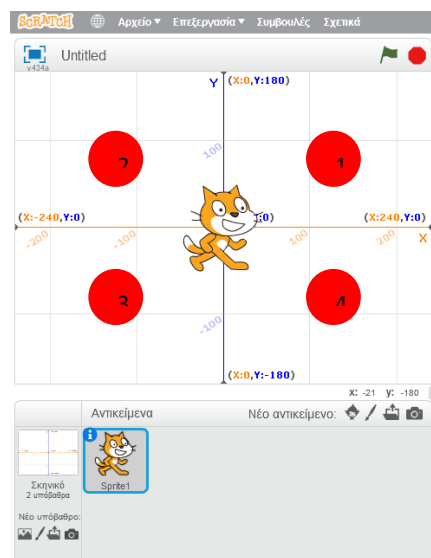 SCRATCH Αρχείο Επεξεργασία Συμβουλές Σχετικά
Untitled
v434a
Y (X:0,Y:180)
100
2 1
(X:-240,Y:0) :0) (X:240,Y:0)
-200 -100 100 200 X
3 4
-100
(X:0,Y:-180)
x: -21 y: -180
Αντικείμενα Νέο αντικείμενο:
Sprite1
Σκηνικό
2 υπόβαθρα
Νέο υπόβαθρο: